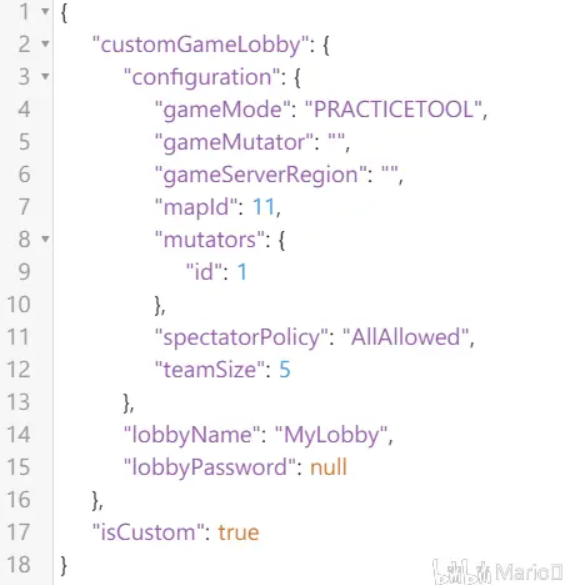 1 {
2 "customGameLobby": {
3 "configuration": {
4 "gameMode": "PRACTICETOOL",
5 "gameMutator": "",
6 "gameServerRegion": "",
7 "mapId": 11,
8 "mutators": {
9 "id": 1
10 },
11 "spectatorPolicy": "AllAllowed",
12 "teamSize": 5
13 },
14 "lobbyName": "MyLobby",
15 "lobbyPassword": null
16 },
17 "isCustom": true
18 }
bilibili Mario